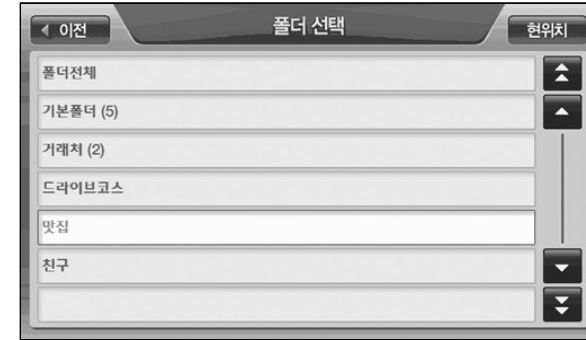 이전
폴더 선택
현위치
폴더전체
기본폴더 (5)
거래처 (2)
드라이브코스
맛집
친구